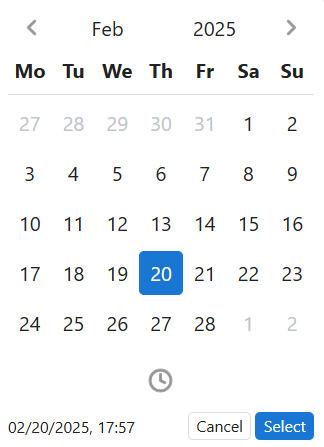 Feb 2025
Mo Tu We Th Fr Sa Su
27 28 29 30 31 1 2
3 4 5 6 7 8 9
10 11 12 13 14 15 16
17 18 19 20 21 22 23
24 25 26 27 28 1 2
02/20/2025, 17:57 Cancel Select